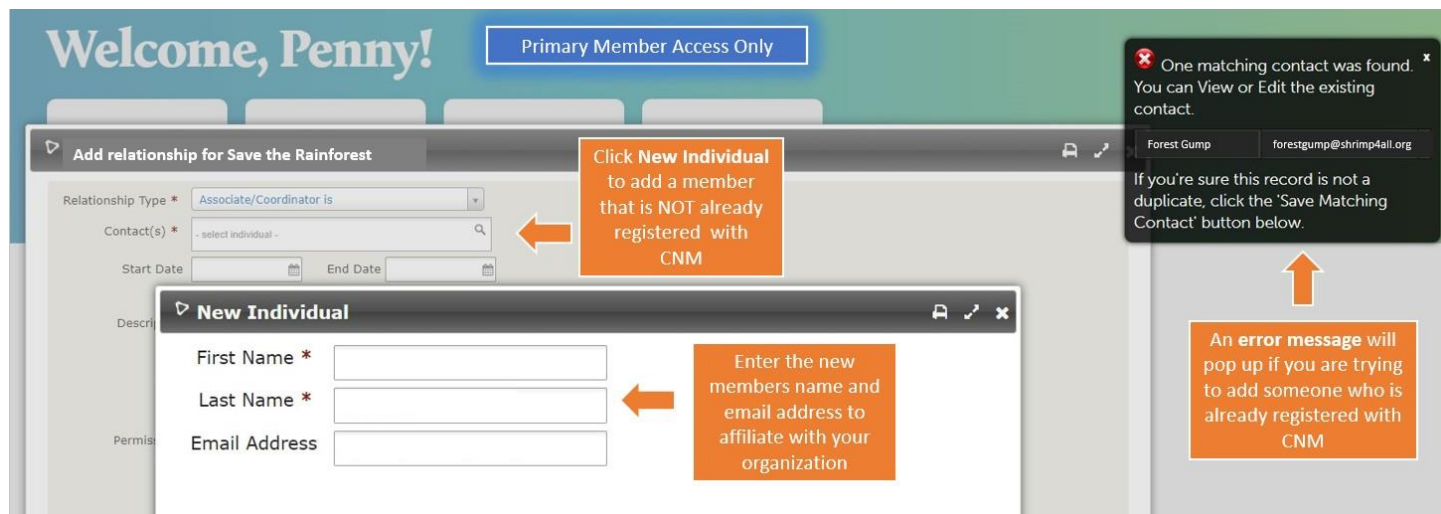 Welcome, Penny!
Primary Member Access Only
Add relationship for Save the Rainforest
Relationship Type *
Associate/Coordinator is
Contact(s) *
- select individual -
Start Date
End Date
Click New Individual
to add a member
that is NOT already
registered with
CNM
New Individual
First Name *
Last Name *
Email Address
Enter the new
members name and
email address to
affiliate with your
organization
One matching contact was found. x
You can View or Edit the existing
contact.
Forest Gump
forestgump@shrimp4all.org
If you're sure this record is not a
duplicate, click the 'Save Matching
Contact' button below.
An error message will
pop up if you are trying
to add someone who is
already registered with
CNM